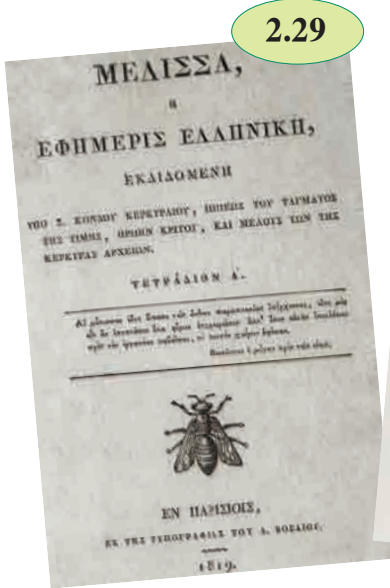 2.29
ΜΕΛΙΣΣΑ,
Η
ΕΦΗΜΕΡΙΣ ΕΛΛΗΝΙΚΗ,
ΕΚΔΙΔΟΜΕΝΗ
ΥΠΟ Σ. ΚΟΝΔΟΥ ΚΕΡΚΥΡΑΙΟΥ, ΙΠΠΕΩΣ ΤΟΥ ΤΑΓΜΑΤΟΣ
ΤΗΣ ΤΙΜΗΣ, ΠΡΩΗΝ ΚΡΙΤΟΥ, ΚΑΙ ΜΕΛΟΥΣ ΤΩΝ ΤΗΣ
ΚΕΡΚΥΡΑΣ ΑΡΧΕΙΩΝ.
ΤΕΤΡΑΔΙΟΝ Α.
ΕΝ ΠΑΡΙΣΙΟΙΣ,
ΕΚ ΤΗΣ ΤΥΠΟΓΡΑΦΙΑΣ ΤΟΥ Α. ΒΟΒΑΙΟΥ.
1819.